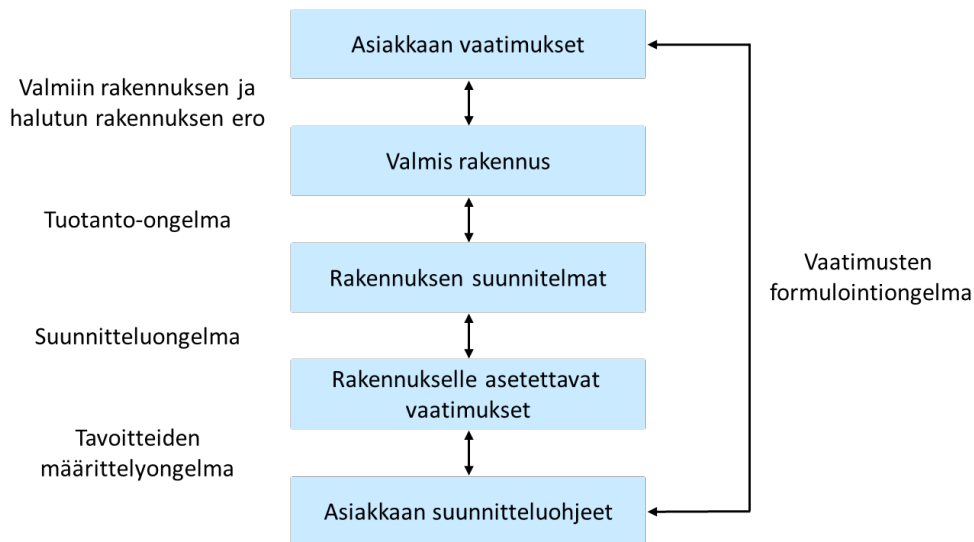 Asiakkaan vaatimukset
Valmiin rakennuksen ja
halutun rakennuksen ero
Valmis rakennus
Tuotanto-ongelma
Rakennuksen suunnitelmat
Vaatimusten
formulointiongelma
Suunnitteluongelma
Rakennukselle asetettavat
vaatimukset
Tavoitteiden
määrittelyongelma
Asiakkaan suunnitteluohjeet